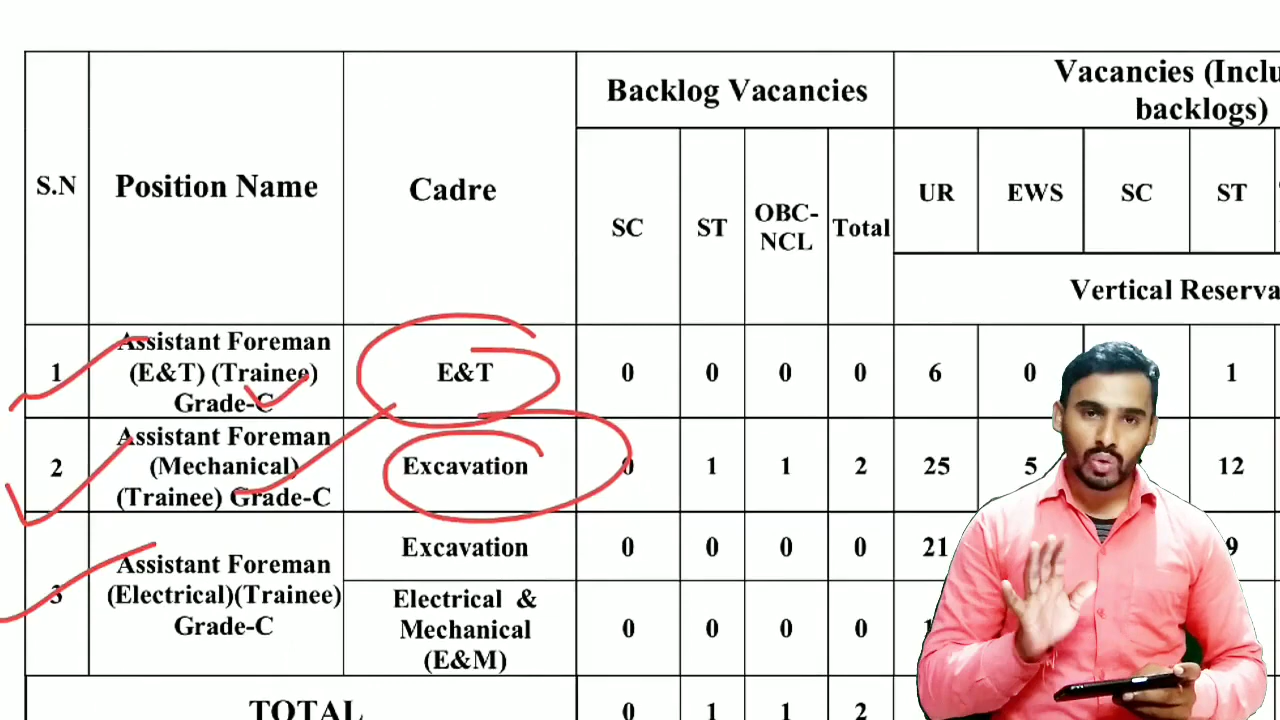 S.N
Position Name
Cadre
Backlog Vacancies
SC
ST
OBC-
NCL
Total
Vacancies (Inclu
backlogs)
UR
EWS
SC
ST
Vertical Reserva
1
Assistant Foreman
(E&T) (Trainee)
Grade-C
E&T
0
0
0
0
6
0
1
2
Assistant Foreman
(Mechanical)
(Trainee) Grade-C
Excavation
0
1
1
2
25
5
12
3
Assistant Foreman
(Electrical)(Trainee)
Grade-C
Excavation
0
0
0
0
21
9
Electrical &
Mechanical
(E&M)
0
0
0
0
TOTAL
0
1
1
2